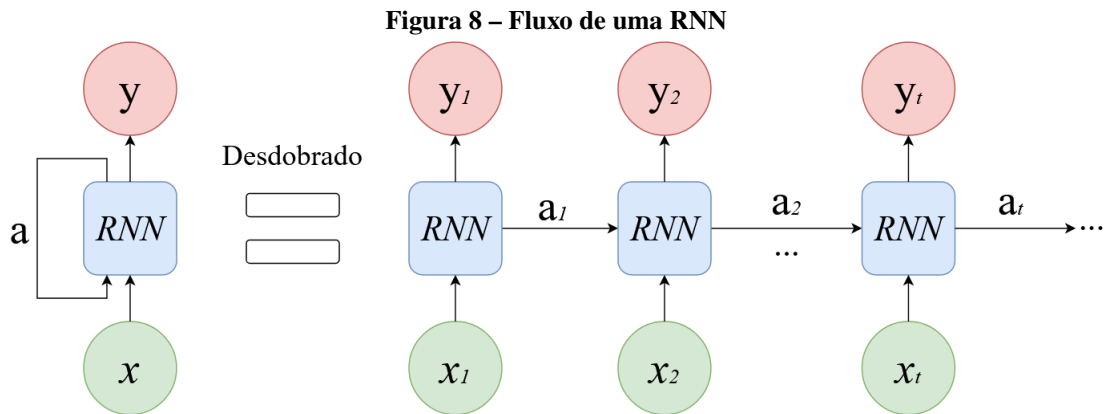 Figura 8 – Fluxo de uma RNN
y
y1
y2
yt
Desdobrado
a
RNN
RNN
a1
RNN
a2
...
RNN
at
...
x
x1
x2
xt